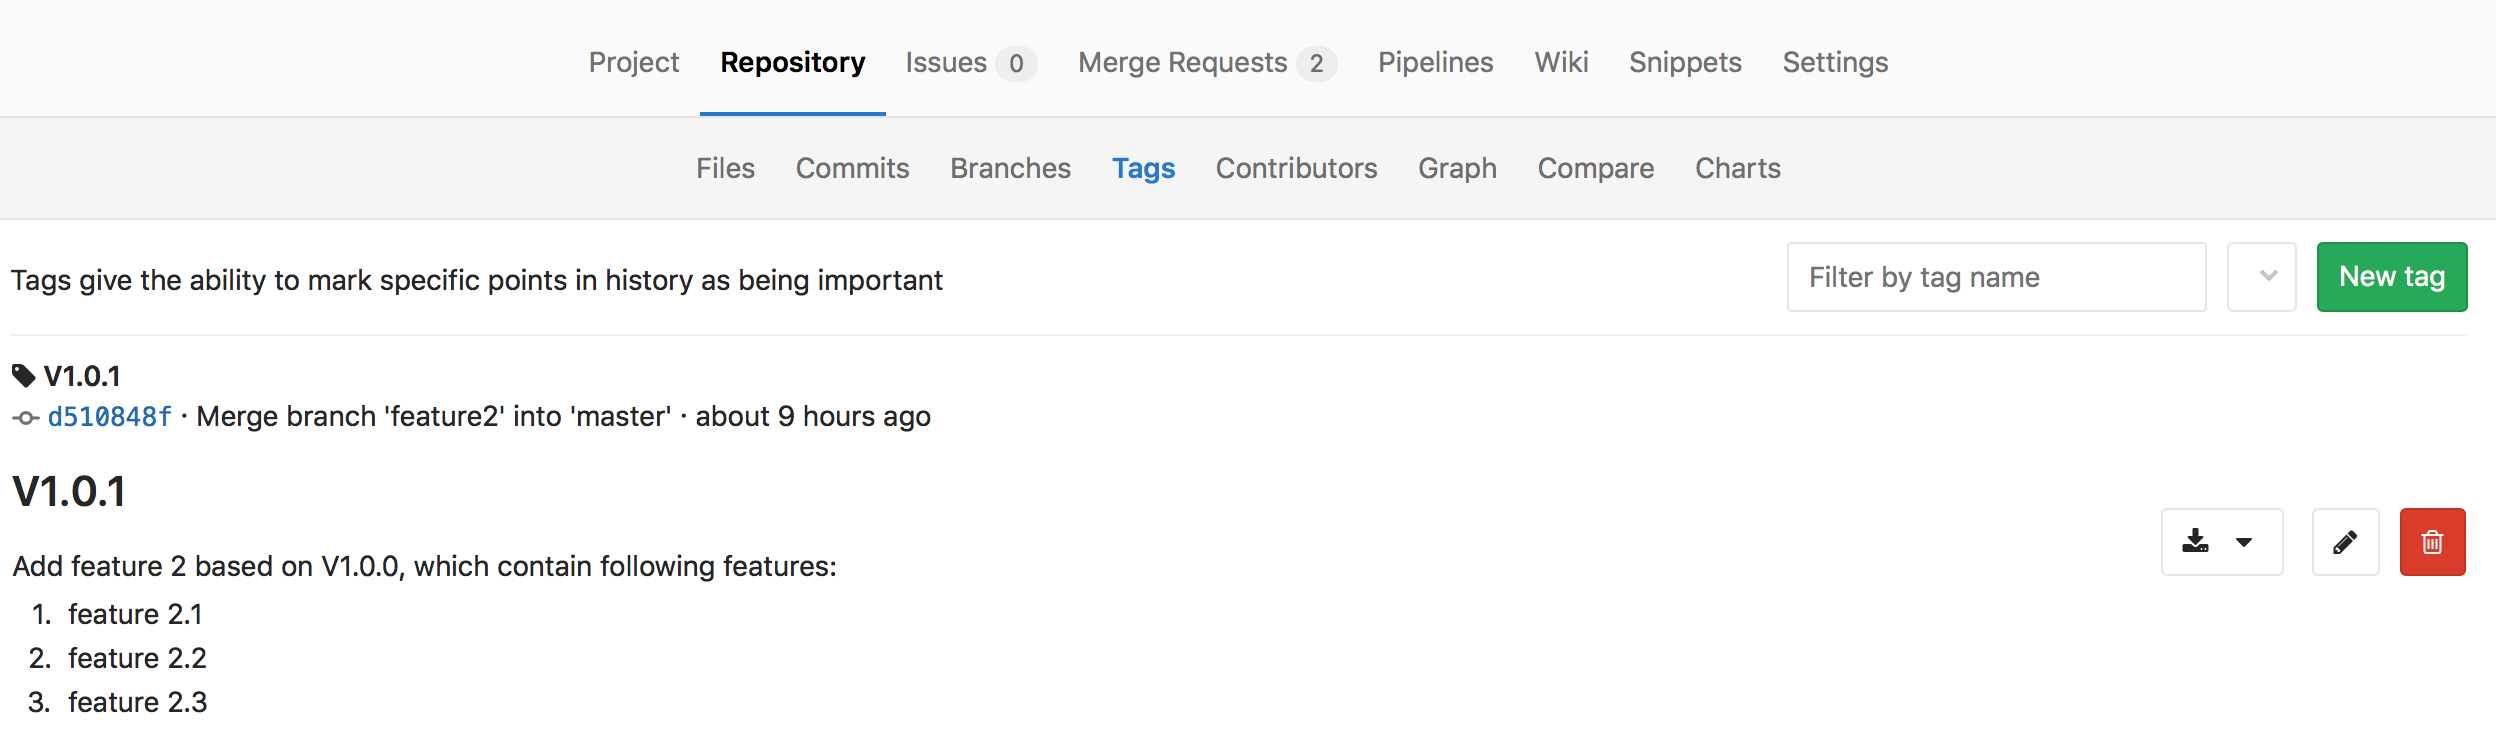 Project Repository Issues 0 Merge Requests 2 Pipelines Wiki Snippets Settings
Files Commits Branches Tags Contributors Graph Compare Charts
Tags give the ability to mark specific points in history as being important
Filter by tag name
New tag
V1.0.1
d510848f · Merge branch 'feature2' into 'master' · about 9 hours ago
V1.0.1
Add feature 2 based on V1.0.0, which contain following features:
1. feature 2.1
2. feature 2.2
3. feature 2.3